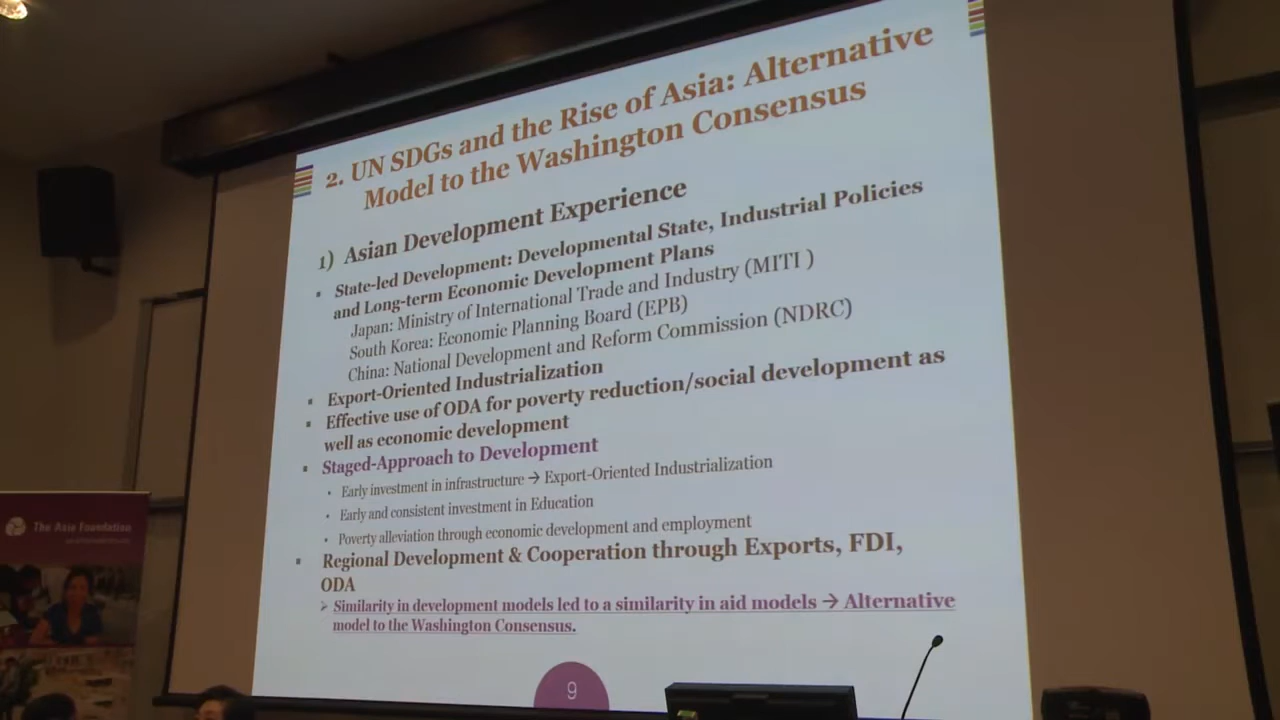 2. UN SDGs and the Rise of Asia: Alternative
Model to the Washington Consensus
1) Asian Development Experience
▪ State-led Development: Developmental State, Industrial Policies
and Long-term Economic Development Plans
Japan: Ministry of International Trade and Industry (MITI )
South Korea: Economic Planning Board (EPB)
China: National Development and Reform Commission (NDRC)
▪ Export-Oriented Industrialization
▪ Effective use of ODA for poverty reduction/social development as
well as economic development
▪ Staged-Approach to Development
• Early investment in infrastructure → Export-Oriented Industrialization
• Early and consistent investment in Education
• Poverty alleviation through economic development and employment
▪ Regional Development & Cooperation through Exports, FDI,
ODA
➢ Similarity in development models led to a similarity in aid models → Alternative
model to the Washington Consensus.
9
The Asia Foundation